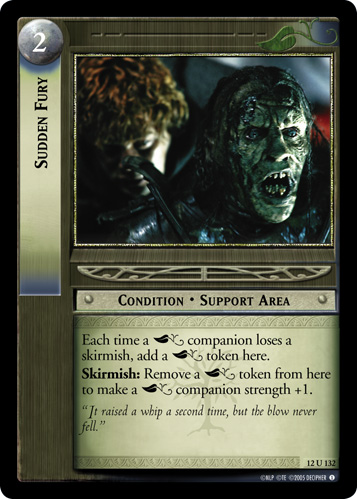 2
SUDDEN FURY
CONDITION • SUPPORT AREA
Each time a companion loses a
skirmish, add a token here.
Skirmish: Remove a token from here
to make a companion strength +1.
"It raised a whip a second time, but the blow never
fell."
12 U 132
©NLP ©TE ©2005 DECIPHER